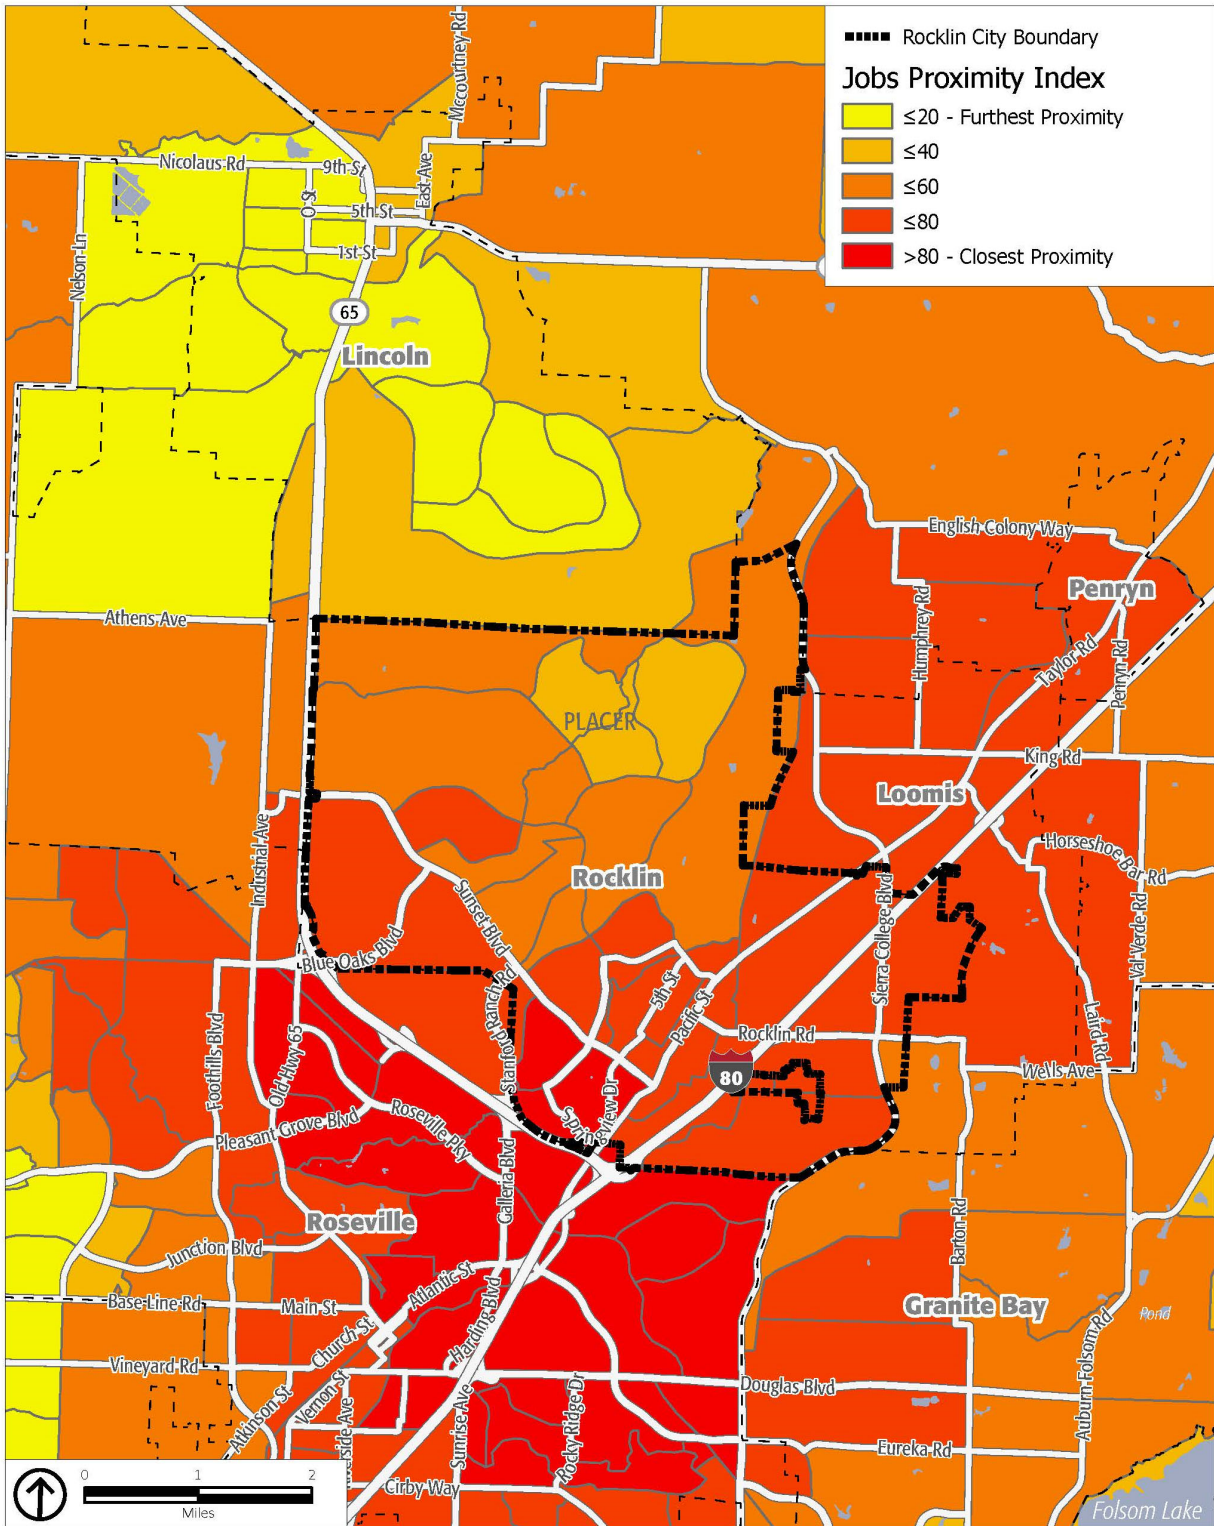 Rocklin City Boundary
Jobs Proximity Index
≤20 - Furthest Proximity
≤40
≤60
≤80
>80 - Closest Proximity
Mccourtney Rd
Nicolaus Rd
9th St
East Ave
O St
5th St
1st St
Nelson Ln
65
Lincoln
English Colony Way
Penryn
Athens Ave
Humphrey Rd
Taylor Rd
Penryn Rd
PLACER
King Rd
Loomis
Industrial Ave
Horseshoe Bar Rd
Rocklin
Sunset Blvd
Sierra College Blvd
Val Verde Rd
Blue Oaks Blvd
Stanford Ranch Rd
5th St
Pacific St
Rocklin Rd
Laird Rd
Foothills Blvd
Old Hwy 65
80
Wells Ave
Pleasant Grove Blvd
Roseville Pky
Springview Dr
Galleria Blvd
Roseville
Junction Blvd
Barton Rd
Atlantic St
Base Line Rd
Main St
Granite Bay
Pond
Church St
Harding Blvd
Vineyard Rd
Auburn Folsom Rd
Douglas Blvd
Vernon St
Atkinson St
Sunrise Ave
Rocky Ridge Dr
Eureka Rd
Cirby Way
Folsom Lake
0 1 2
Miles